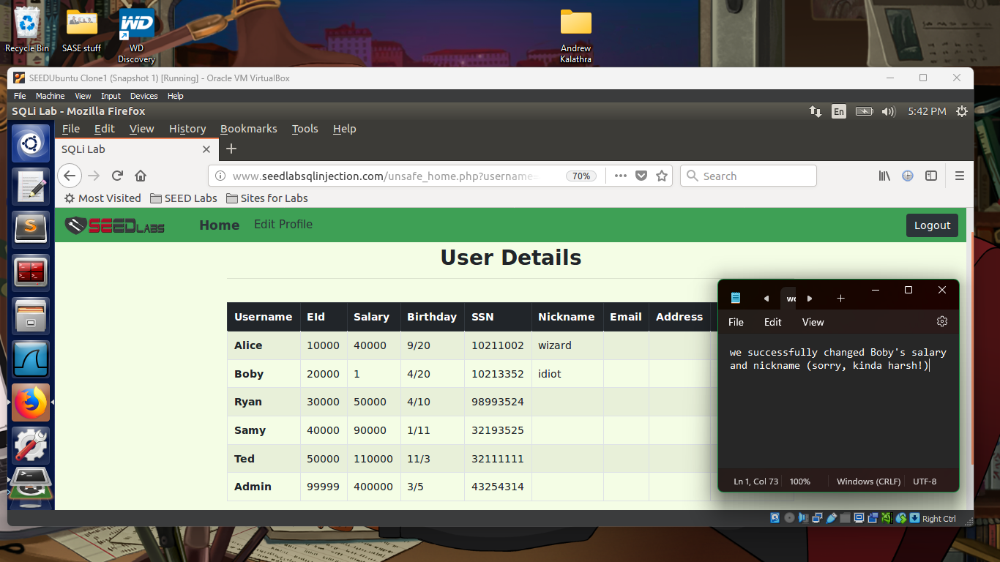 Recycle Bin
SASE stuff
WD
WD
Discovery
Andrew
Kalathra
SEEDUbuntu Clone1 (Snapshot 1) [Running] - Oracle VM VirtualBox
File Machine View Input Devices Help
SQLi Lab - Mozilla Firefox
En
5:42 PM
File Edit View History Bookmarks Tools Help
SQLi Lab
www.seedlabsqlinjection.com/unsafe_home.php?username=
70%
Search
Most Visited SEED Labs Sites for Labs
SEEDLABS Home Edit Profile Logout
User Details
Username EId Salary Birthday SSN Nickname Email Address
Alice 10000 40000 9/20 10211002 wizard
Boby 20000 1 4/20 10213352 idiot
Ryan 30000 50000 4/10 98993524
Samy 40000 90000 1/11 32193525
Ted 50000 110000 11/3 32111111
Admin 99999 400000 3/5 43254314
we
File Edit View
we successfully changed Boby's salary
and nickname (sorry, kinda harsh!)
Ln 1, Col 73 100% Windows (CRLF) UTF-8
Right Ctrl